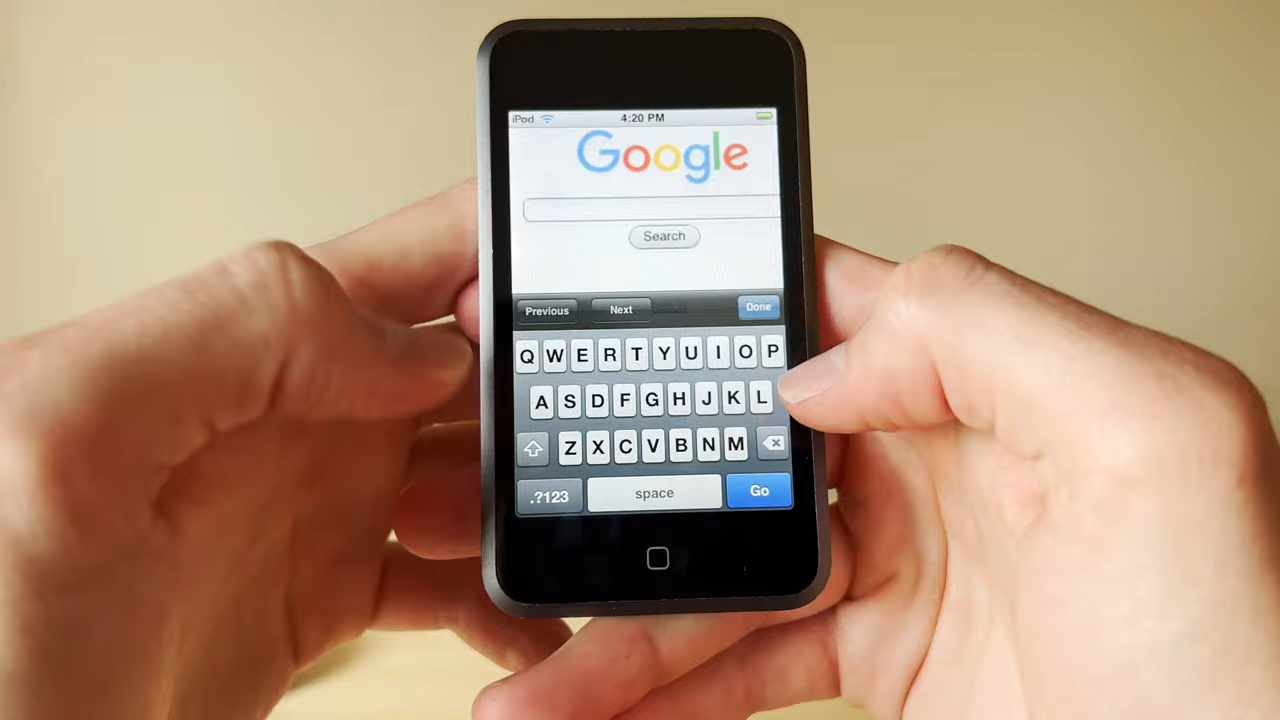 iPod 4:20 PM
Google
Search
Previous Next Done
Q W E R T Y U I O P
A S D F G H J K L
Z X C V B N M
.?123 space Go